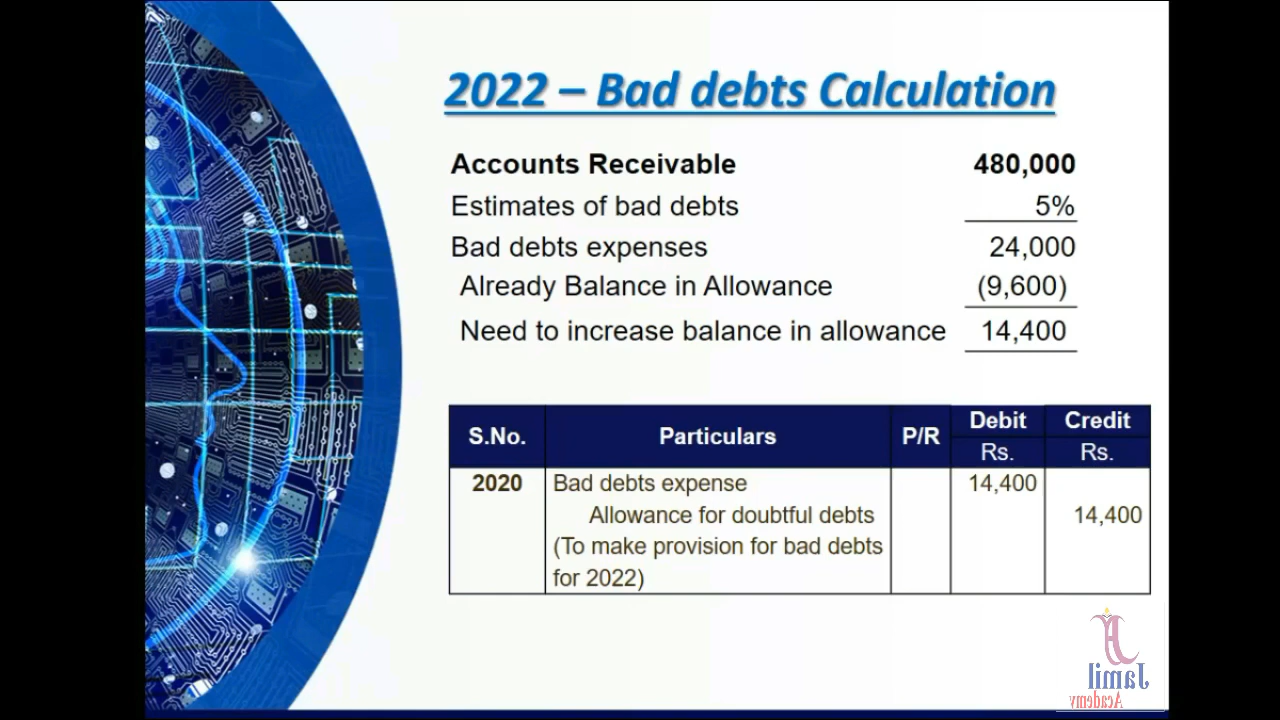 2022 – Bad debts Calculation
Accounts Receivable 480,000
Estimates of bad debts 5%
Bad debts expenses 24,000
Already Balance in Allowance (9,600)
Need to increase balance in allowance 14,400
S.No. Particulars P/R Debit Credit
Rs. Rs.
2020 Bad debts expense 14,400
Allowance for doubtful debts 14,400
(To make provision for bad debts
for 2022)
Jamil
Academy